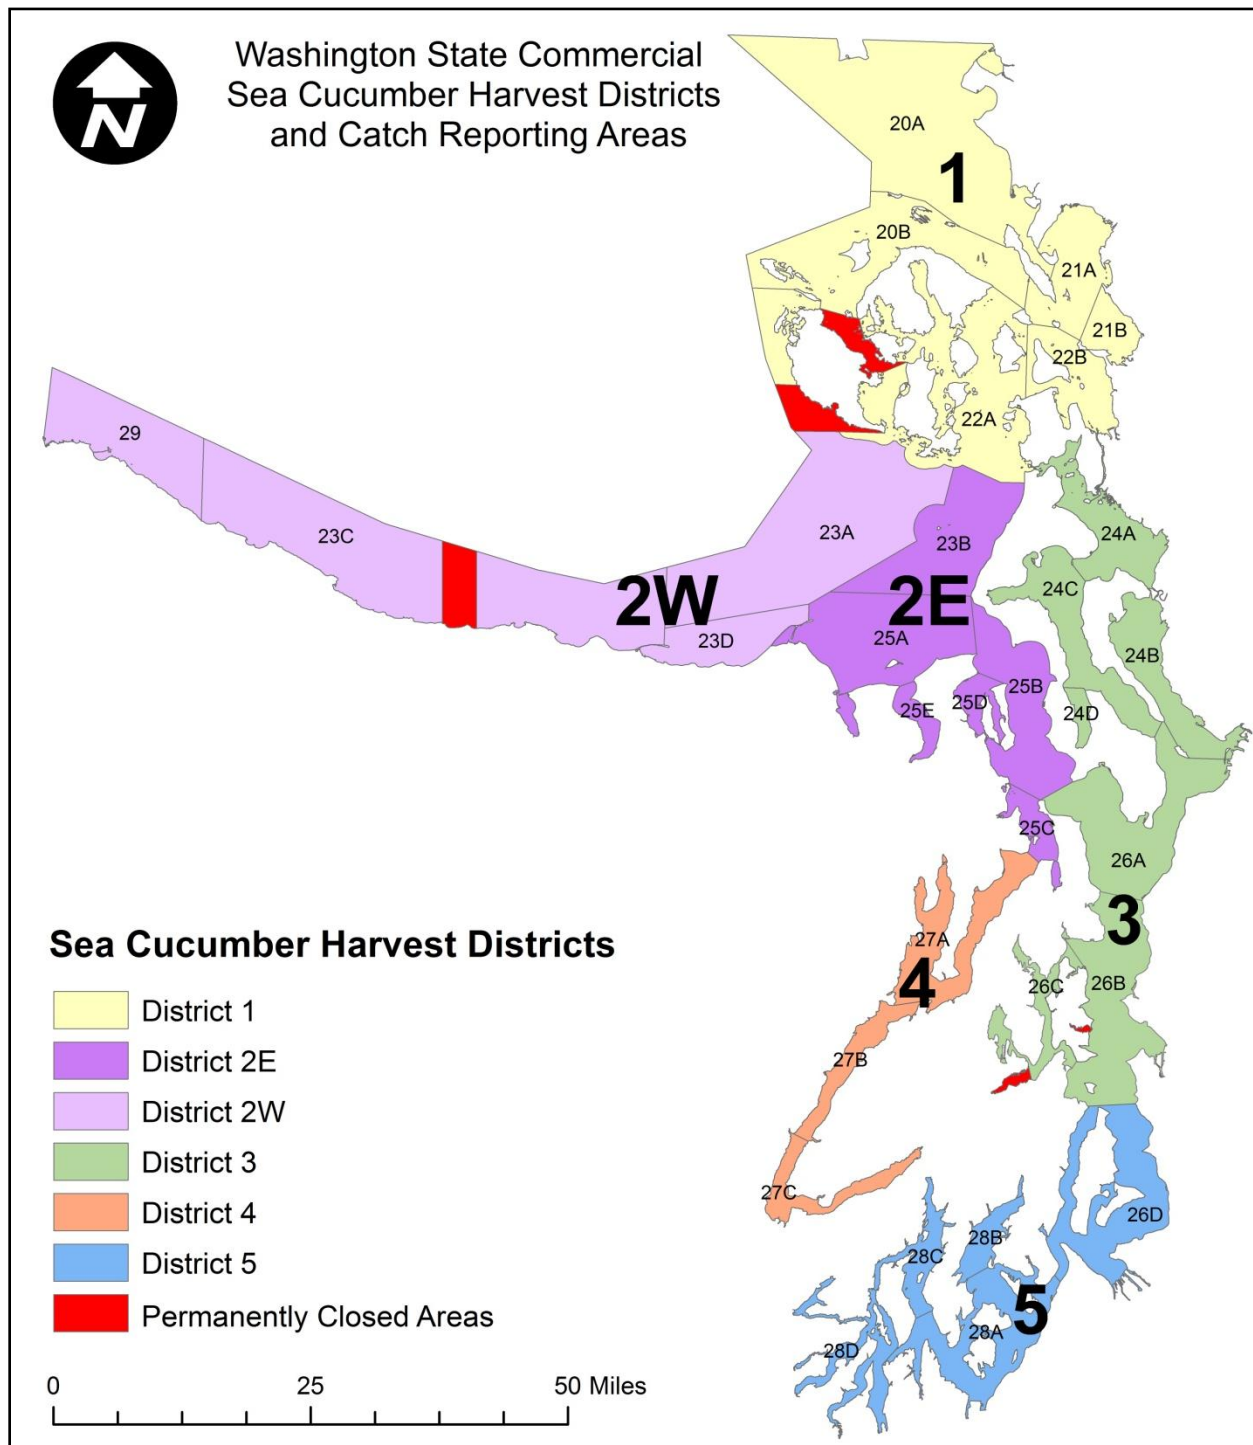 N
Washington State Commercial
Sea Cucumber Harvest Districts
and Catch Reporting Areas
20A
1
20B
21A
21B
22B
22A
29
23C
23A
23B
24A
2W
2E
24C
23D
25A
24B
25B
25E
25D
24D
25C
26A
3
27A
4
26C
26B
27B
27C
26D
28B
28C
5
28A
28D
Sea Cucumber Harvest Districts
District 1
District 2E
District 2W
District 3
District 4
District 5
Permanently Closed Areas
0 25 50 Miles